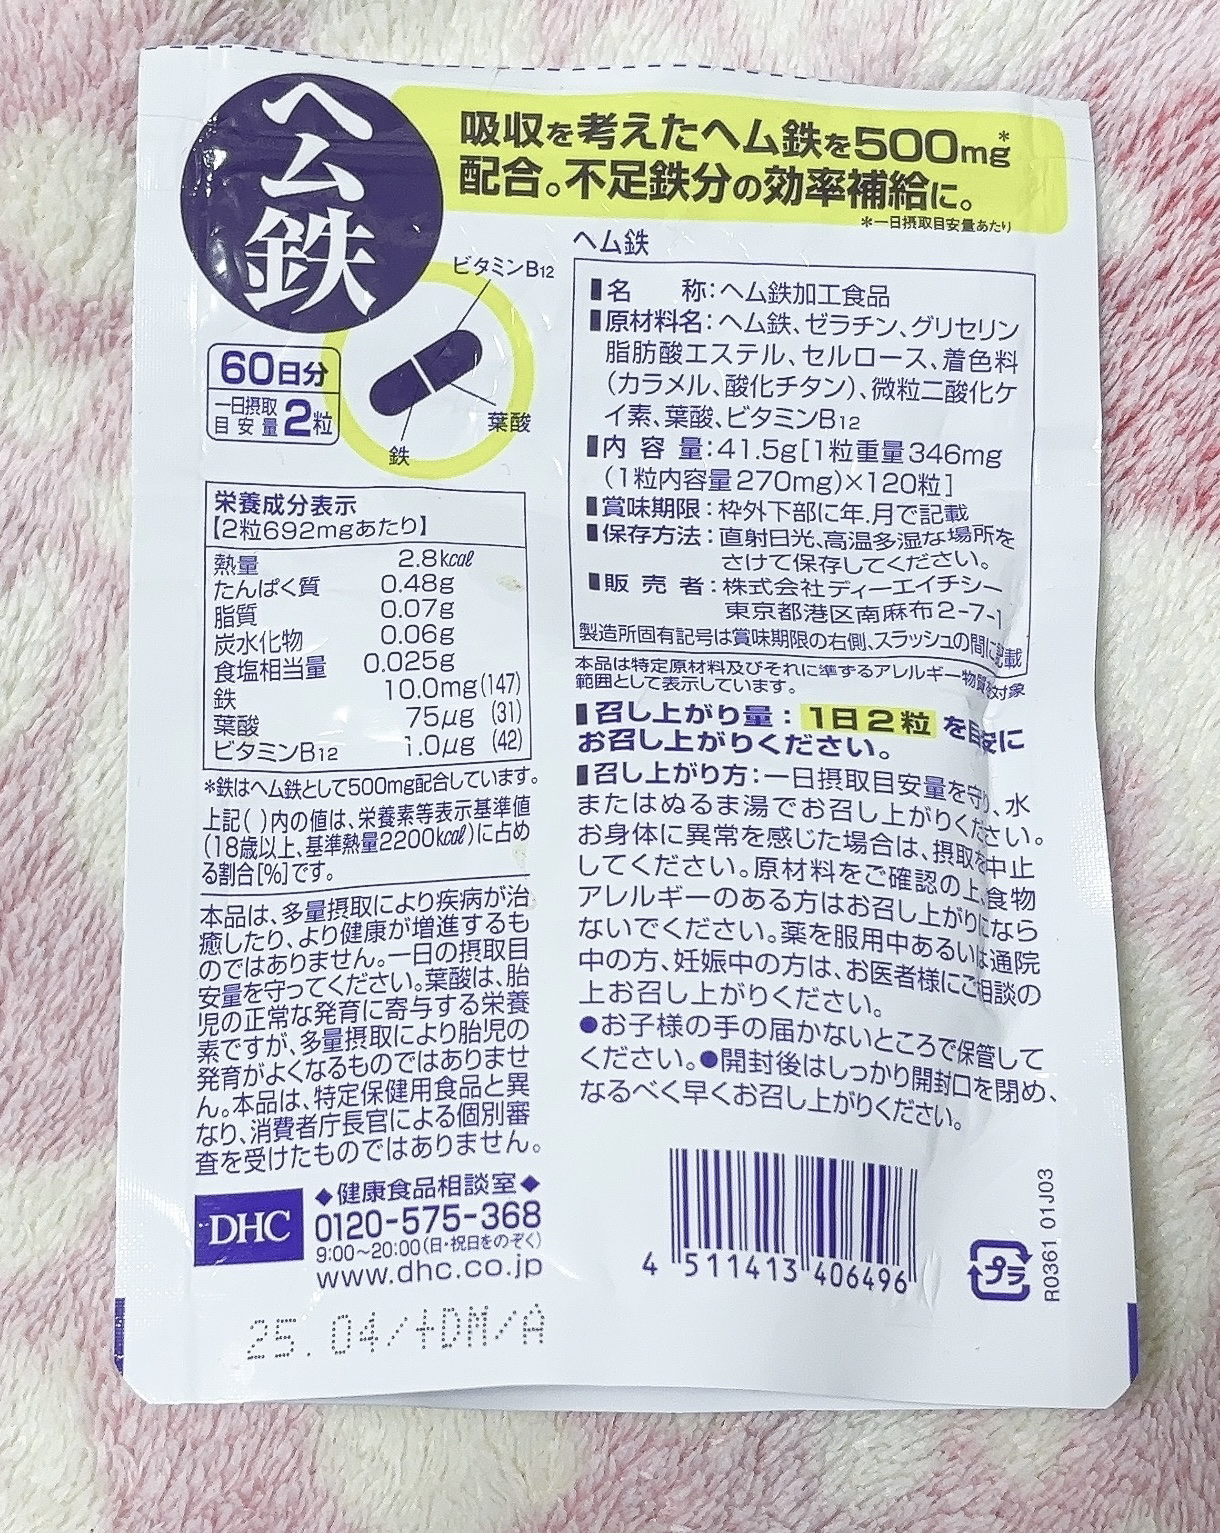 ヘム鉄
吸収を考えたヘム鉄を500mg*
配合。不足鉄分の効率補給に。
*一日摂取目安量あたり
ビタミンB12
葉酸
鉄
60日分
一日摂取
目安量 2粒
栄養成分表示
【2粒692mgあたり】
熱量 2.8kcal
たんぱく質 0.48g
脂質 0.07g
炭水化物 0.06g
食塩相当量 0.025g
鉄 10.0mg(147)
葉酸 75μg (31)
ビタミンB12 1.0μg (42)
*鉄はヘム鉄として500mg配合しています。
上記( )内の値は、栄養素等表示基準値
(18歳以上、基準熱量2200kcal)に占め
る割合[%]です。
本品は、多量摂取により疾病が治
癒したり、より健康が増進するも
のではありません。一日の摂取目
安量を守ってください。葉酸は、胎
児の正常な発育に寄与する栄養
素ですが、多量摂取により胎児の
発育がよくなるものではありませ
ん。本品は、特定保健用食品と異
なり、消費者庁長官による個別審
査を受けたものではありません。
DHC
◆健康食品相談室◆
0120-575-368
9:00〜20:00(日・祝日をのぞく)
www.dhc.co.jp
25.04/+DM/A
ヘム鉄
■名 称:ヘム鉄加工食品
■原材料名:ヘム鉄、ゼラチン、グリセリン
脂肪酸エステル、セルロース、着色料
(カラメル、酸化チタン)、微粒二酸化ケ
イ素、葉酸、ビタミンB12
■内容量:41.5g[1粒重量346mg
(1粒内容量270mg)×120粒]
■賞味期限:枠外下部に年.月で記載
■保存方法:直射日光、高温多湿な場所を
さけて保存してください。
■販売者:株式会社ディーエイチシー
東京都港区南麻布2-7-1
製造所固有記号は賞味期限の右側、スラッシュの間に記載
本品は特定原材料及びそれに準ずるアレルギー物質を対象
範囲として表示しています。
■召し上がり量:1日2粒を目安に
お召し上がりください。
■召し上がり方:一日摂取目安量を守り、水
またはぬるま湯でお召し上がりください。
お身体に異常を感じた場合は、摂取を中止
してください。原材料をご確認の上、食物
アレルギーのある方はお召し上がりになら
ないでください。薬を服用中あるいは通院
中の方、妊娠中の方は、お医者様にご相談の
上お召し上がりください。
●お子様の手の届かないところで保管して
ください。●開封後はしっかり開封口を閉め、
なるべく早くお召し上がりください。
4 511413 406496
プラ
R0361 01J03